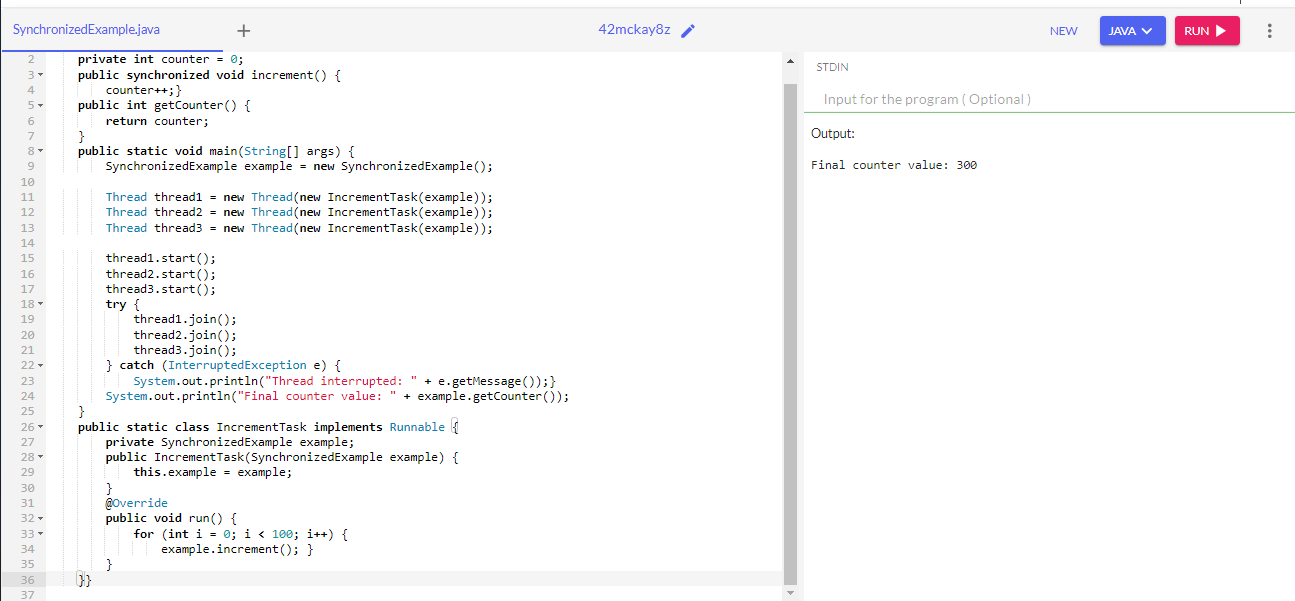 SynchronizedExample.java + 42mckay8z NEW JAVA RUN
2 private int counter = 0;
3 public synchronized void increment() {
4 counter++;}
5 public int getCounter() {
6 return counter;
7 }
8 public static void main(String[] args) {
9 SynchronizedExample example = new SynchronizedExample();
10
11 Thread thread1 = new Thread(new IncrementTask(example));
12 Thread thread2 = new Thread(new IncrementTask(example));
13 Thread thread3 = new Thread(new IncrementTask(example));
14
15 thread1.start();
16 thread2.start();
17 thread3.start();
18 try {
19 thread1.join();
20 thread2.join();
21 thread3.join();
22 } catch (InterruptedException e) {
23 System.out.println("Thread interrupted: " + e.getMessage());}
24 System.out.println("Final counter value: " + example.getCounter());
25 }
26 public static class IncrementTask implements Runnable {
27 private SynchronizedExample example;
28 public IncrementTask(SynchronizedExample example) {
29 this.example = example;
30 }
31 @Override
32 public void run() {
33 for (int i = 0; i < 100; i++) {
34 example.increment(); }
35 }
36 }}
37
STDIN
Input for the program ( Optional )
Output:
Final counter value: 300